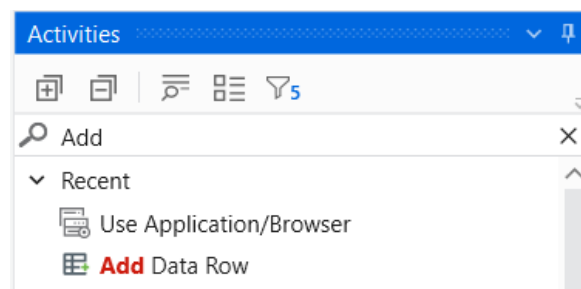 Activities
5
Add
Recent
Use Application/Browser
Add Data Row